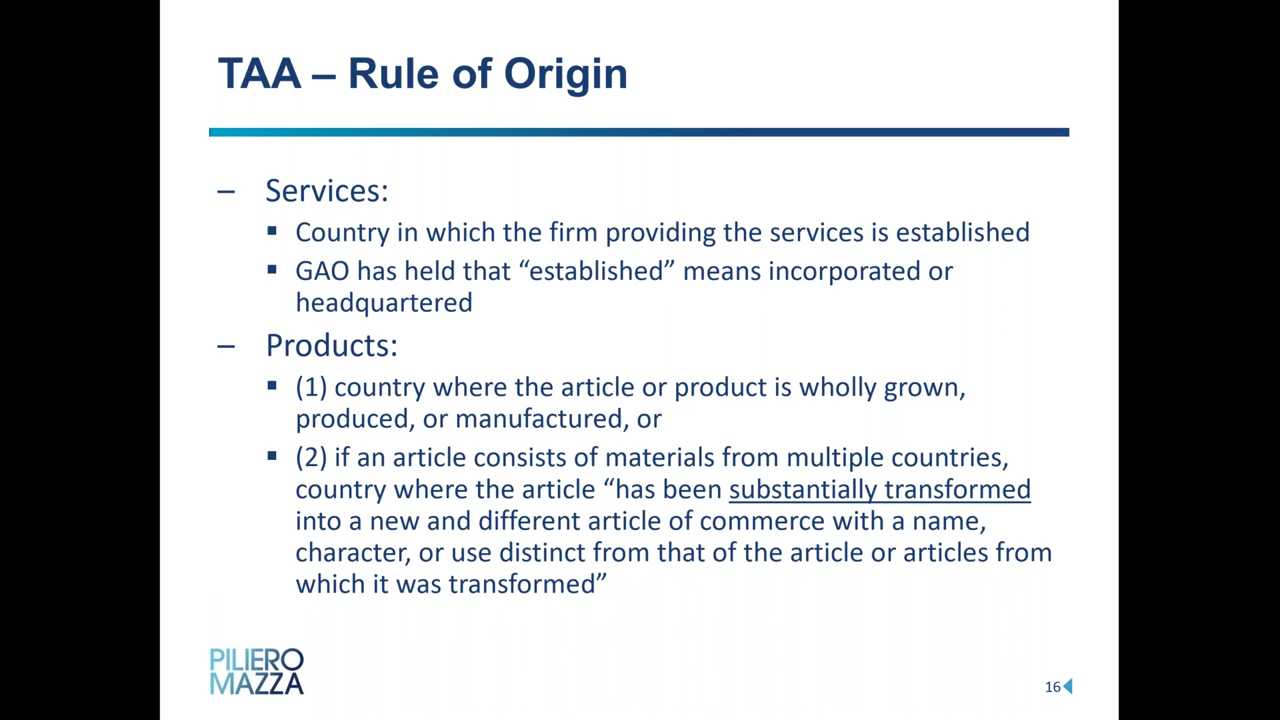 TAA – Rule of Origin
– Services:
▪ Country in which the firm providing the services is established
▪ GAO has held that “established” means incorporated or
headquartered
– Products:
▪ (1) country where the article or product is wholly grown,
produced, or manufactured, or
▪ (2) if an article consists of materials from multiple countries,
country where the article “has been substantially transformed
into a new and different article of commerce with a name,
character, or use distinct from that of the article or articles from
which it was transformed”
PILIERO
MAZZA
16